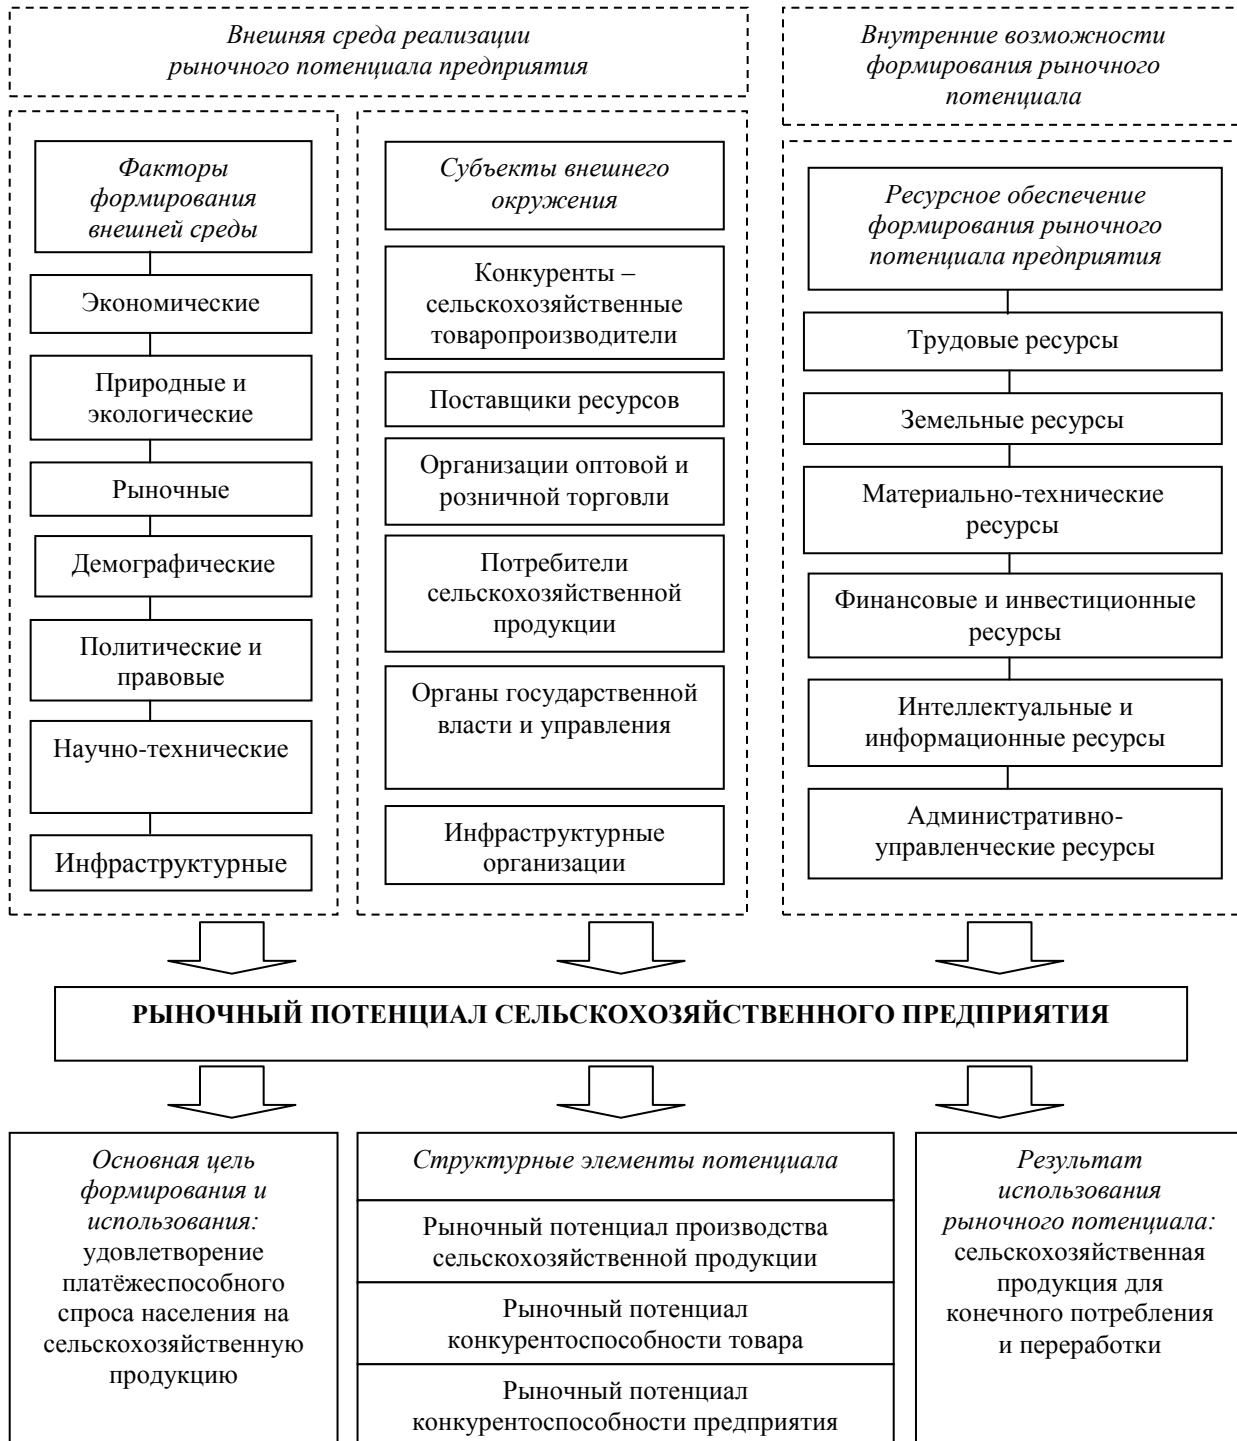 Внешняя среда реализации
рыночного потенциала предприятия
Внутренние возможности
формирования рыночного
потенциала
Факторы
формирования
внешней среды
Экономические
Природные и
экологические
Рыночные
Демографические
Политические и
правовые
Научно-технические
Инфраструктурные
Субъекты внешнего
окружения
Конкуренты –
сельскохозяйственные
товаропроизводители
Поставщики ресурсов
Организации оптовой и
розничной торговли
Потребители
сельскохозяйственной
продукции
Органы государственной
власти и управления
Инфраструктурные
организации
Ресурсное обеспечение
формирования рыночного
потенциала предприятия
Трудовые ресурсы
Земельные ресурсы
Материально-технические
ресурсы
Финансовые и инвестиционные
ресурсы
Интеллектуальные и
информационные ресурсы
Административно-
управленческие ресурсы
РЫНОЧНЫЙ ПОТЕНЦИАЛ СЕЛЬСКОХОЗЯЙСТВЕННОГО ПРЕДПРИЯТИЯ
Основная цель
формирования и
использования:
удовлетворение
платёжеспособного
спроса населения на
сельскохозяйственную
продукцию
Структурные элементы потенциала
Рыночный потенциал производства
сельскохозяйственной продукции
Рыночный потенциал
конкурентоспособности товара
Рыночный потенциал
конкурентоспособности предприятия
Результат
использования
рыночного потенциала:
сельскохозяйственная
продукция для
конечного потребления
и переработки